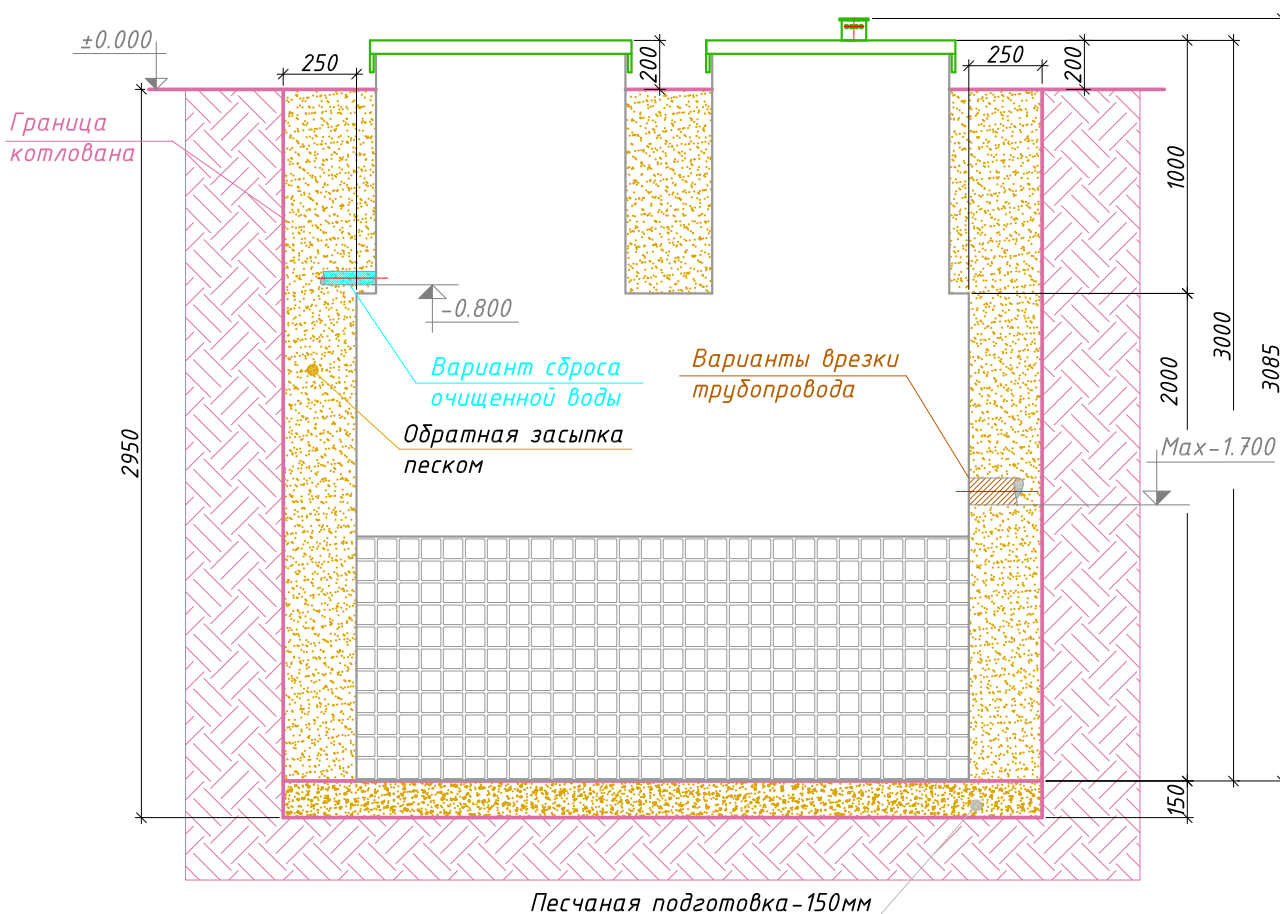 ±0.000
250
200
250
200
Граница
котлована
1000
-0.800
Вариант сброса
очищенной воды
Варианты врезки
трубопровода
2000
3000
3085
Обратная засыпка
песком
2950
Max-1.700
150
Песчаная подготовка-150мм